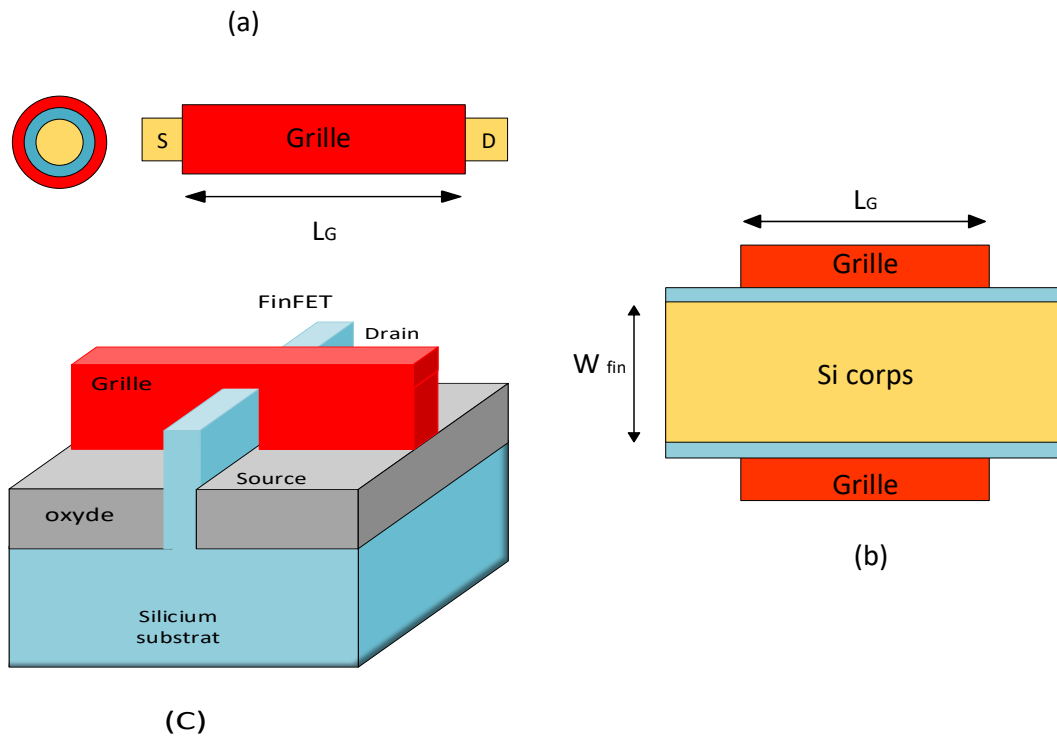 (a)
S
Grille
D
LG
LG
Grille
W fin
Si corps
Grille
(b)
FinFET
Drain
Grille
Source
oxyde
Silicium
substrat
(C)